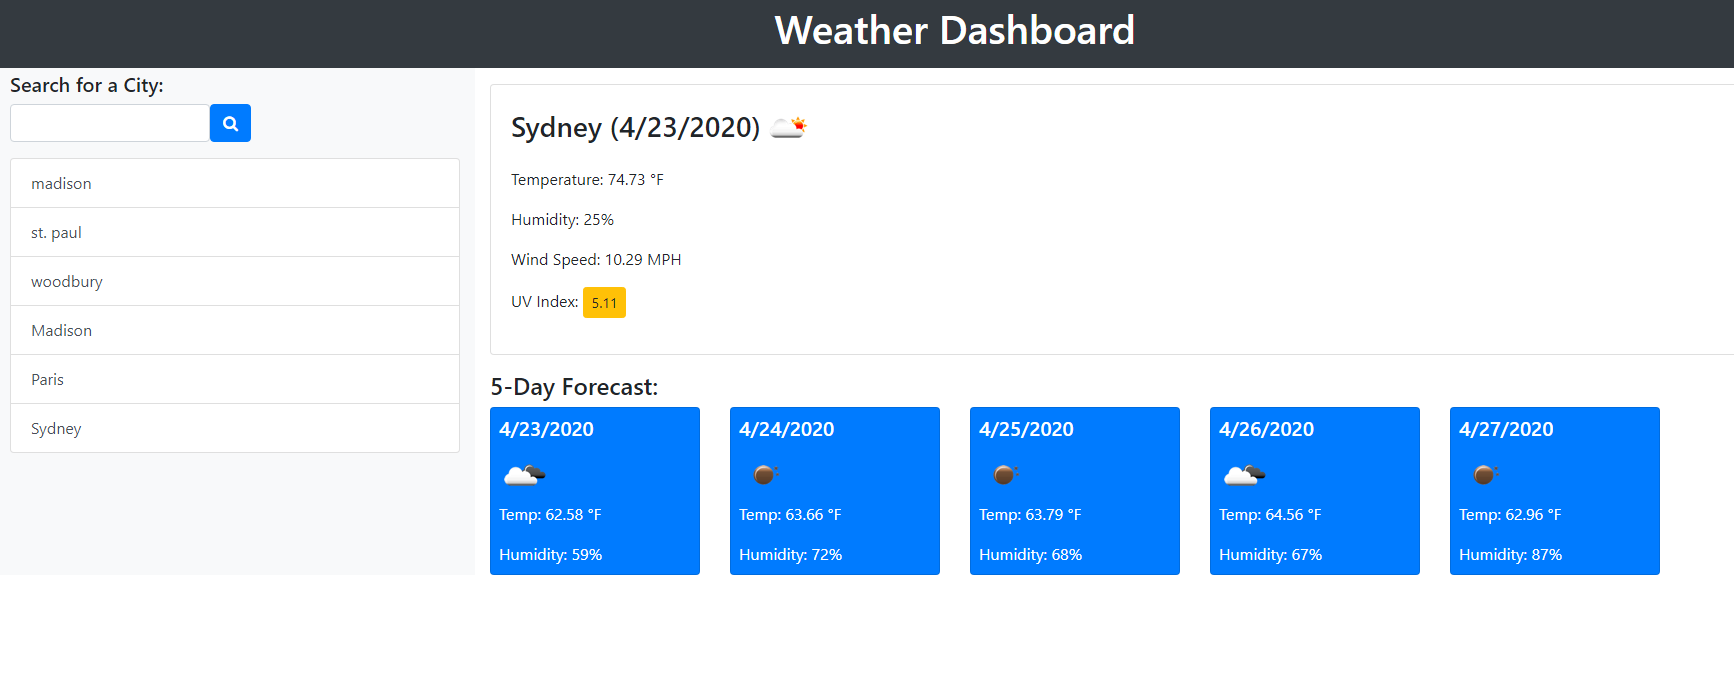 Weather Dashboard
Search for a City:
madison
st. paul
woodbury
Madison
Paris
Sydney
Sydney (4/23/2020)
Temperature: 74.73 °F
Humidity: 25%
Wind Speed: 10.29 MPH
UV Index: 5.11
5-Day Forecast:
4/23/2020
Temp: 62.58 °F
Humidity: 59%
4/24/2020
Temp: 63.66 °F
Humidity: 72%
4/25/2020
Temp: 63.79 °F
Humidity: 68%
4/26/2020
Temp: 64.56 °F
Humidity: 67%
4/27/2020
Temp: 62.96 °F
Humidity: 87%